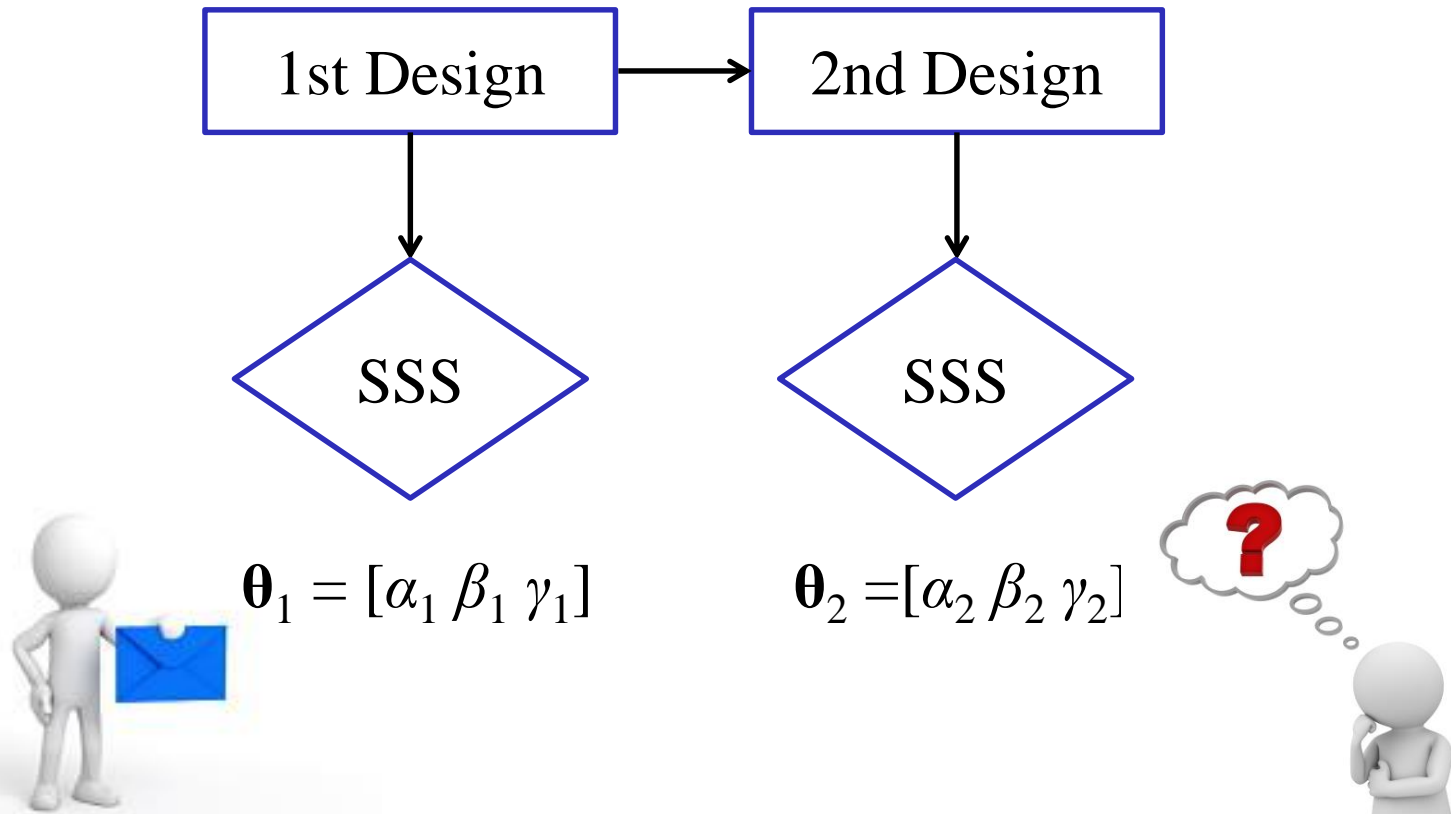 1st Design
2nd Design
SSS
SSS
𝛉₁ = [α₁ β₁ γ₁]
𝛉₂ =[α₂ β₂ γ₂]
?